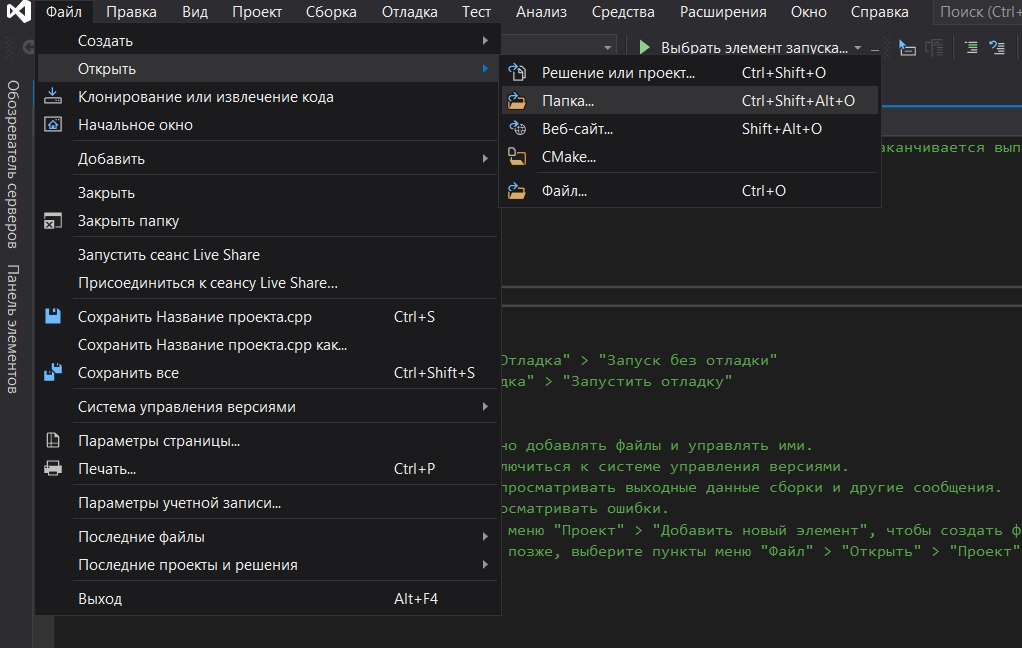 Файл Правка Вид Проект Сборка Отладка Тест Анализ Средства Расширения Окно Справка Поиск (Ctrl+
Выбрать элемент запуска...
Обозреватель серверов
Панель элементов
Создать
Открыть
Клонирование или извлечение кода
Начальное окно
Добавить
Закрыть
Закрыть папку
Запустить сеанс Live Share
Присоединиться к сеансу Live Share...
Сохранить Название проекта.cpp Ctrl+S
Сохранить Название проекта.cpp как...
Сохранить все Ctrl+Shift+S
Система управления версиями
Параметры страницы...
Печать... Ctrl+P
Параметры учетной записи...
Последние файлы
Последние проекты и решения
Выход Alt+F4
Решение или проект... Ctrl+Shift+O
Папка... Ctrl+Shift+Alt+O
Веб-сайт... Shift+Alt+O
CMake...
Файл... Ctrl+O
аканчивается вып
Отладка" > "Запуск без отладки"
дка" > "Запустить отладку"
но добавлять файлы и управлять ими.
лючиться к системе управления версиями.
просматривать выходные данные сборки и другие сообщения.
осматривать ошибки.
меню "Проект" > "Добавить новый элемент", чтобы создать ф
позже, выберите пункты меню "Файл" > "Открыть" > "Проект"